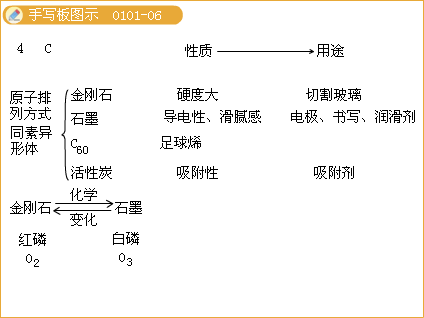 手写板图示 0101-06
4 C 性质 用途
原子排列方式同素异形体
金刚石 硬度大 切割玻璃
石墨 导电性、滑腻感 电极、书写、润滑剂
C60 足球烯
活性炭 吸附性 吸附剂
化学
金刚石 石墨
变化
红磷 白磷
O2 O3